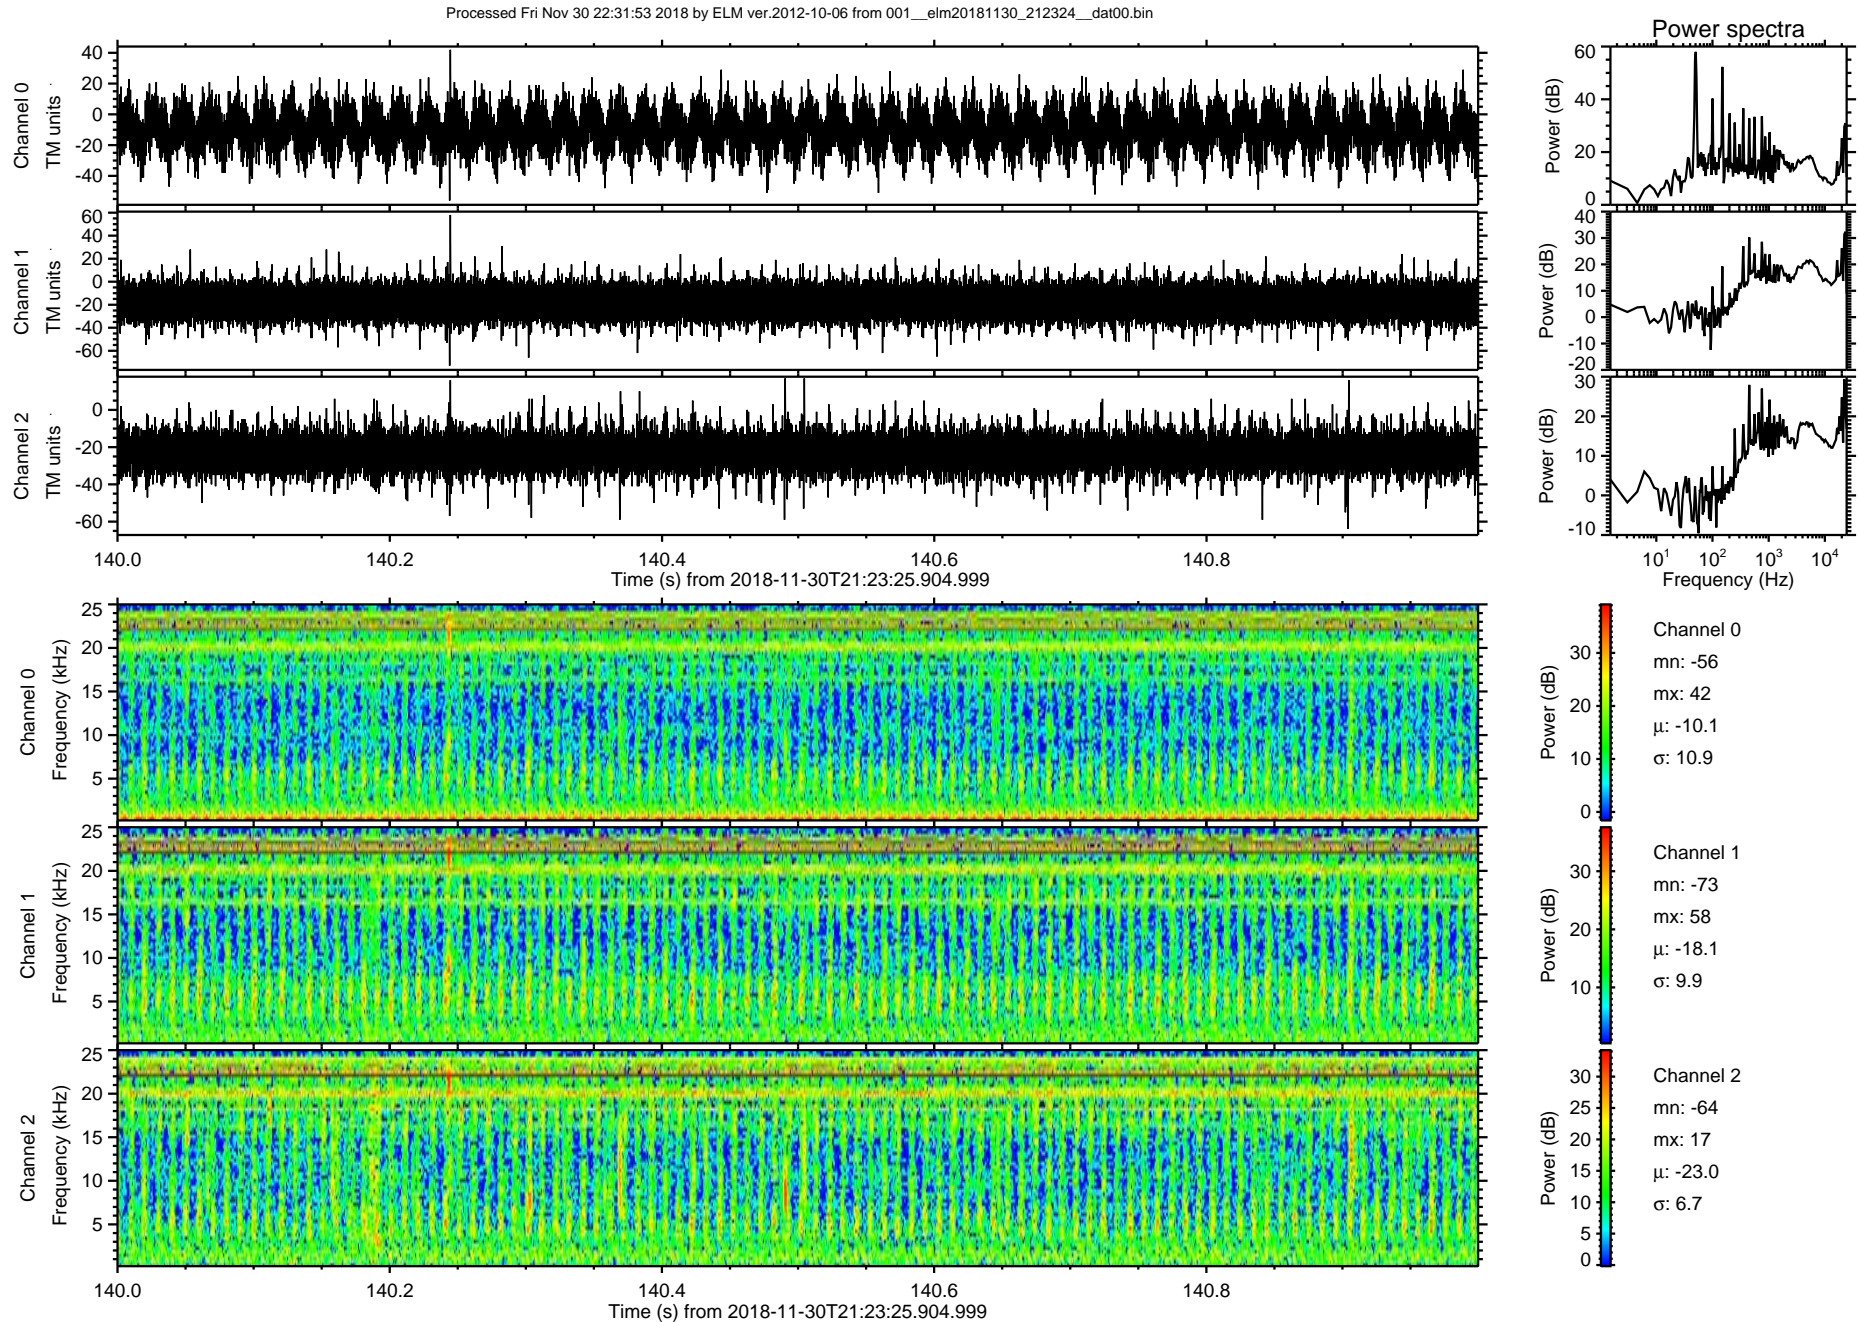 Processed Fri Nov 30 22:31:53 2018 by ELM ver.2012-10-06 from 001__elm20181130_212324__dat00.bin
Power spectra
Channel 0
TM units
40
20
0
-20
-40
Power (dB)
60
40
20
0
Channel 1
TM units
60
40
20
0
-20
-40
-60
Power (dB)
40
30
20
10
0
-10
-20
Channel 2
TM units
0
-20
-40
-60
Power (dB)
30
20
10
0
-10
140.0 140.2 140.4 140.6 140.8
Time (s) from 2018-11-30T21:23:25.904.999
10^1 10^2 10^3 10^4
Frequency (Hz)
Channel 0
Frequency (kHz)
25
20
15
10
5
Power (dB)
30
20
10
0
Channel 0
mn: -56
mx: 42
μ: -10.1
σ: 10.9
Channel 1
Frequency (kHz)
25
20
15
10
5
Power (dB)
30
20
10
Channel 1
mn: -73
mx: 58
μ: -18.1
σ: 9.9
Channel 2
Frequency (kHz)
25
20
15
10
5
Power (dB)
30
25
20
15
10
5
0
Channel 2
mn: -64
mx: 17
μ: -23.0
σ: 6.7
140.0 140.2 140.4 140.6 140.8
Time (s) from 2018-11-30T21:23:25.904.999